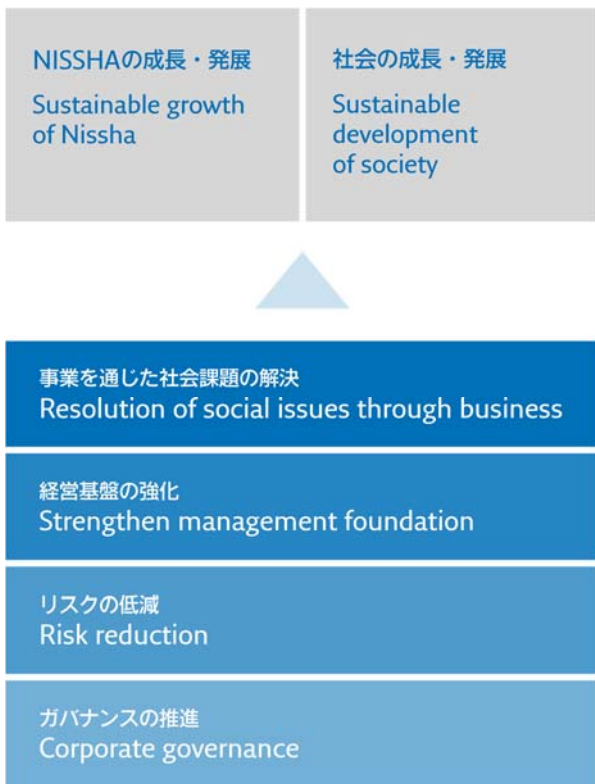 NISSHAの成長・発展
Sustainable growth
of Nissha
社会の成長・発展
Sustainable
development
of society
事業を通じた社会課題の解決
Resolution of social issues through business
経営基盤の強化
Strengthen management foundation
リスクの低減
Risk reduction
ガバナンスの推進
Corporate governance